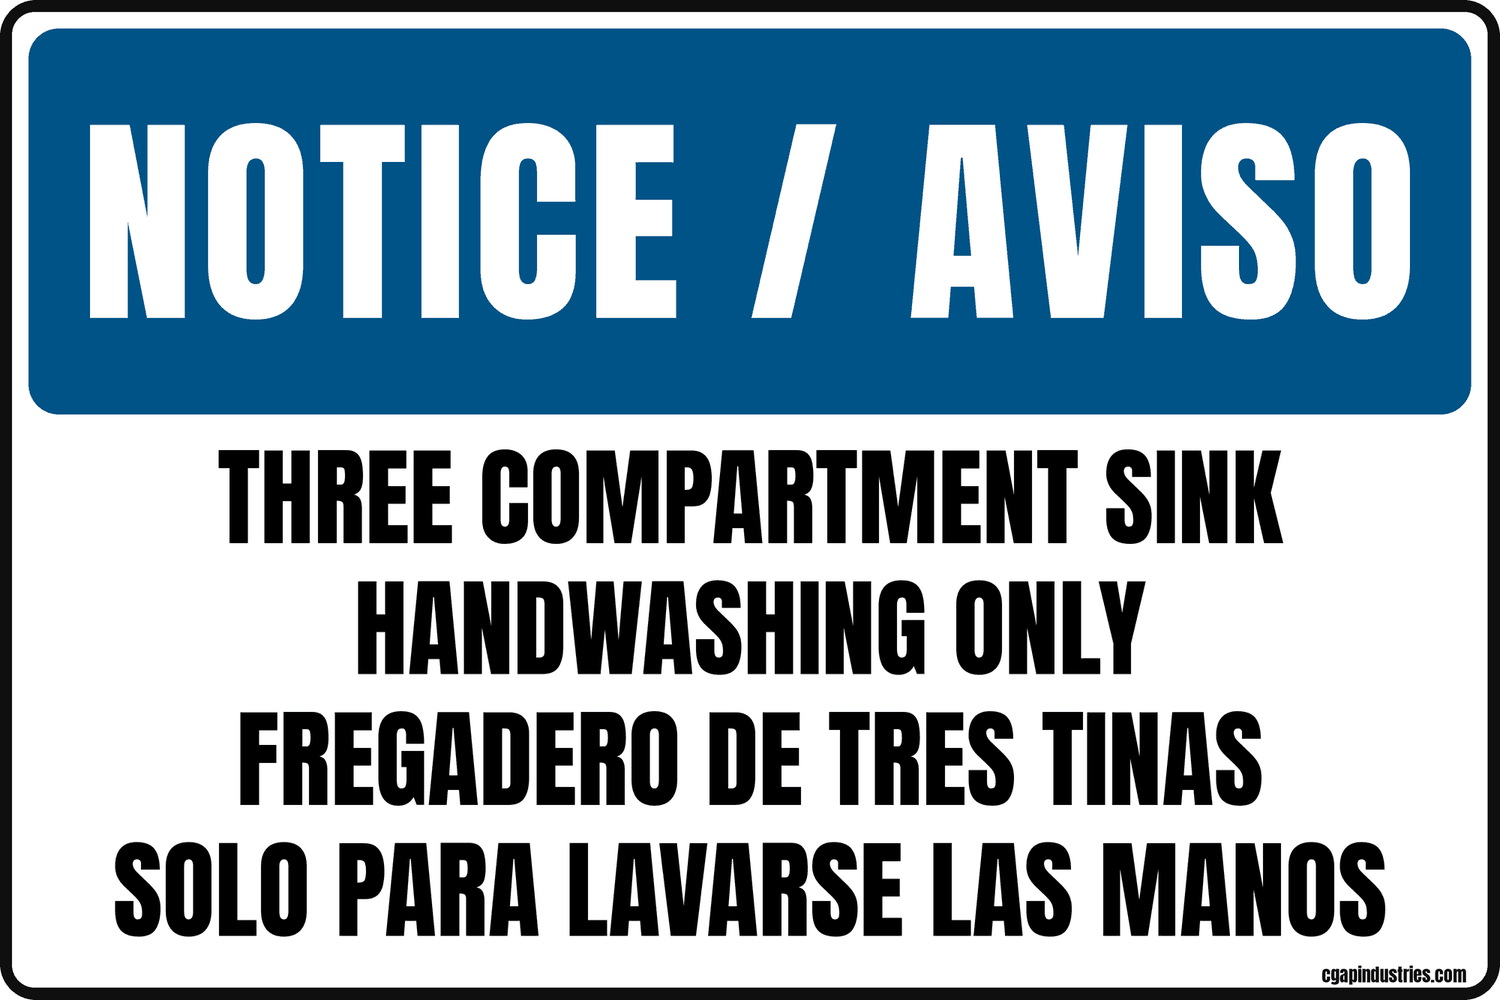 NOTICE / AVISO
THREE COMPARTMENT SINK
HANDWASHING ONLY
FREGADERO DE TRES TINAS
SOLO PARA LAVARSE LAS MANOS
cgapindustries.com